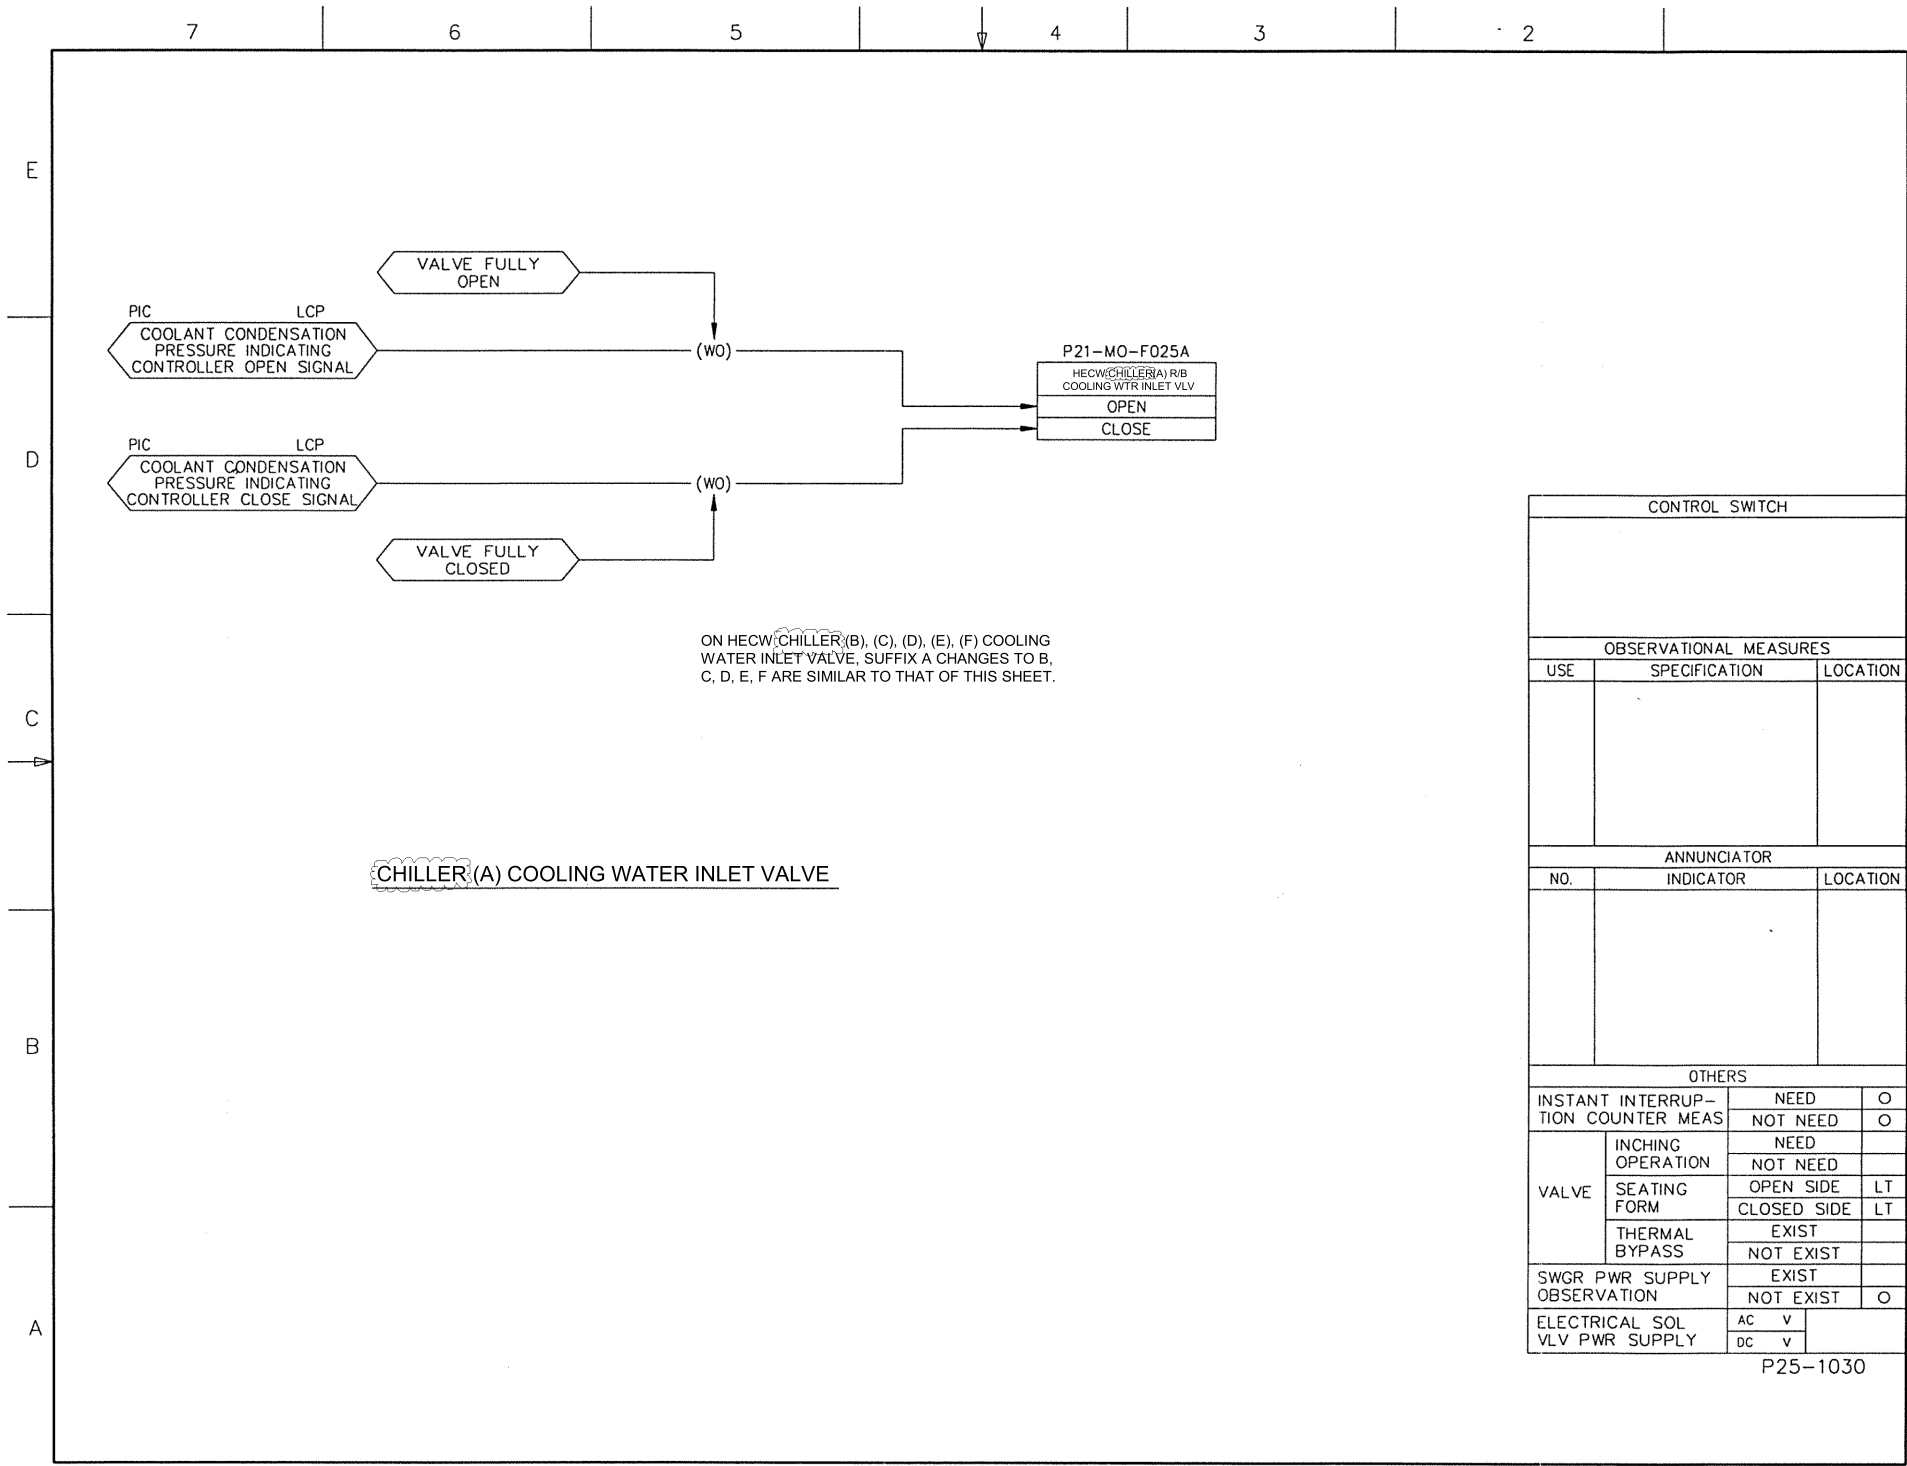 7 6 5 4 3 2
E
VALVE FULLY
OPEN
PIC LCP
COOLANT CONDENSATION
PRESSURE INDICATING
CONTROLLER OPEN SIGNAL
(WO)
P21-MO-F025A
HECW CHILLER(A) R/B
COOLING WTR INLET VLV
OPEN
CLOSE
D
PIC LCP
COOLANT CONDENSATION
PRESSURE INDICATING
CONTROLLER CLOSE SIGNAL
(WO)
VALVE FULLY
CLOSED
ON HECW CHILLER (B), (C), (D), (E), (F) COOLING
WATER INLET VALVE, SUFFIX A CHANGES TO B,
C, D, E, F ARE SIMILAR TO THAT OF THIS SHEET.
C
CHILLER (A) COOLING WATER INLET VALVE
B
A
CONTROL SWITCH
OBSERVATIONAL MEASURES
USE SPECIFICATION LOCATION
ANNUNCIATOR
NO. INDICATOR LOCATION
OTHERS
INSTANT INTERRUP-
TION COUNTER MEAS
NEED O
NOT NEED O
VALVE
INCHING
OPERATION
NEED
NOT NEED
SEATING
FORM
OPEN SIDE LT
CLOSED SIDE LT
THERMAL
BYPASS
EXIST
NOT EXIST
SWGR PWR SUPPLY
OBSERVATION
EXIST
NOT EXIST O
ELECTRICAL SOL
VLV PWR SUPPLY
AC V
DC V
P25-1030